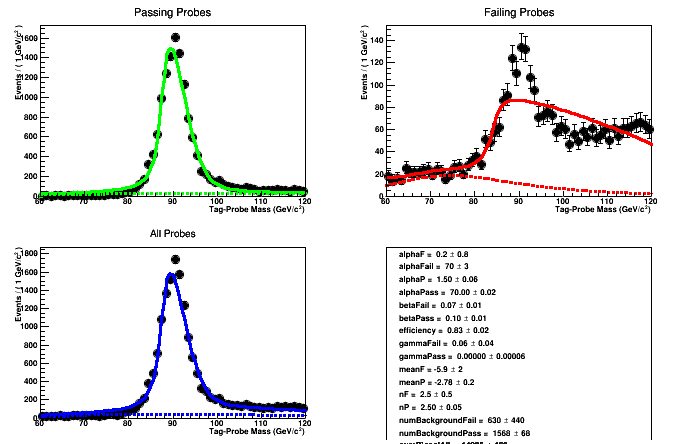 Passing Probes
Events / ( 1 GeV/c² )
1600
1400
1200
1000
800
600
400
200
0
60 70 80 90 100 110 120
Tag-Probe Mass (GeV/c²)
Failing Probes
Events / ( 1 GeV/c² )
140
120
100
80
60
40
20
0
60 70 80 90 100 110 120
Tag-Probe Mass (GeV/c²)
All Probes
Events / ( 1 GeV/c² )
1800
1600
1400
1200
1000
800
600
400
200
0
60 70 80 90 100 110 120
Tag-Probe Mass (GeV/c²)
alphaF = 0.2 ± 0.8
alphaFail = 70 ± 3
alphaP = 1.50 ± 0.06
alphaPass = 70.00 ± 0.02
betaFail = 0.07 ± 0.01
betaPass = 0.10 ± 0.01
efficiency = 0.83 ± 0.02
gammaFail = 0.06 ± 0.04
gammaPass = 0.00000 ± 0.00006
meanF = -5.9 ± 2
meanP = -2.78 ± 0.2
nF = 2.5 ± 0.5
nP = 2.50 ± 0.05
numBackgroundFail = 630 ± 440
numBackgroundPass = 1568 ± 68